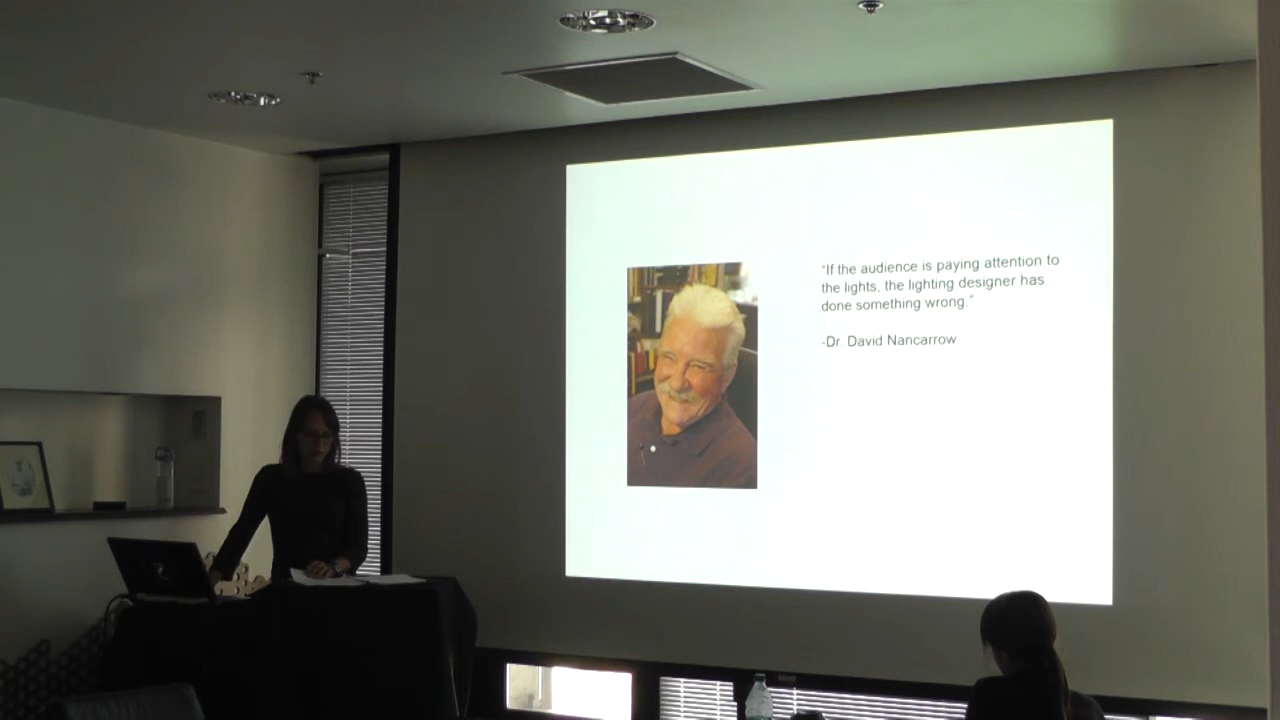 "If the audience is paying attention to
the lights, the lighting designer has
done something wrong."
-Dr. David Nancarrow